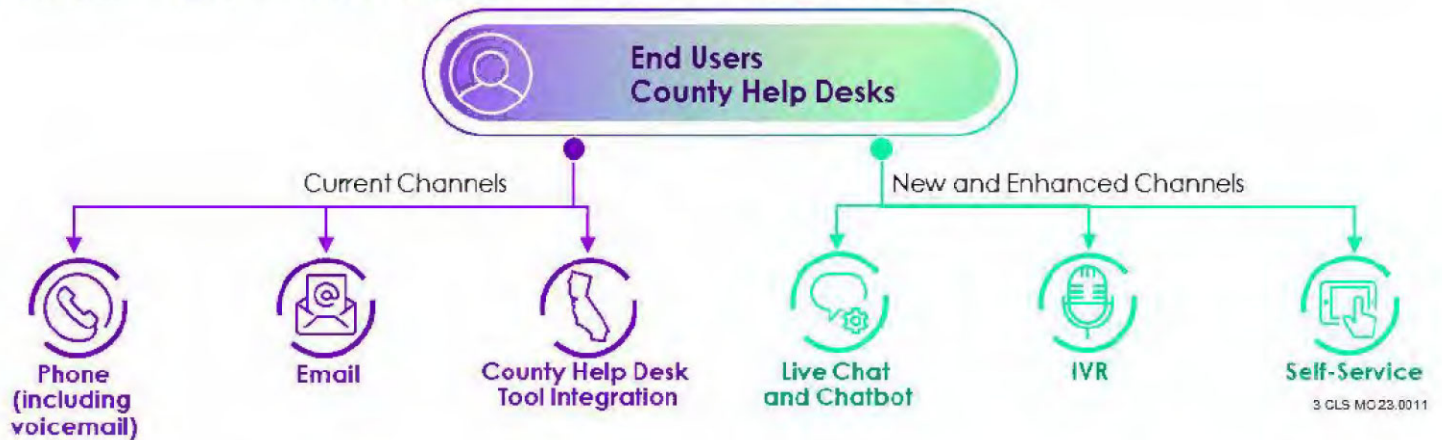 End Users
County Help Desks
Current Channels
New and Enhanced Channels
Phone
(including
voicemail)
Email
County Help Desk
Tool Integration
Live Chat
and Chatbot
IVR
Self-Service
3 CLS MC23.0011